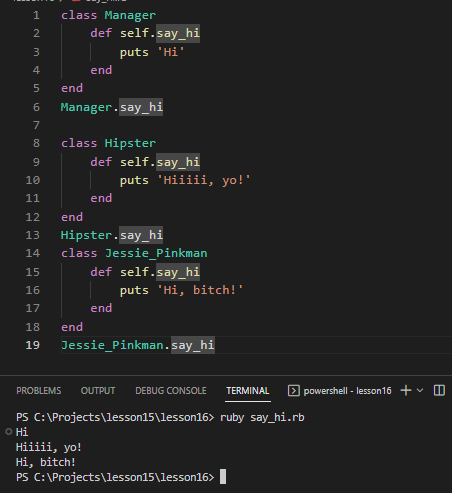 1 class Manager
2 def self.say_hi
3 puts 'Hi'
4 end
5 end
6 Manager.say_hi
7
8 class Hipster
9 def self.say_hi
10 puts 'Hiiiii, yo!'
11 end
12 end
13 Hipster.say_hi
14 class Jessie_Pinkman
15 def self.say_hi
16 puts 'Hi, bitch!'
17 end
18 end
19 Jessie_Pinkman.say_hi
PROBLEMS OUTPUT DEBUG CONSOLE TERMINAL powershell - lesson16
PS C:\Projects\lesson15\lesson16> ruby say_hi.rb
Hi
Hiiiii, yo!
Hi, bitch!
PS C:\Projects\lesson15\lesson16>